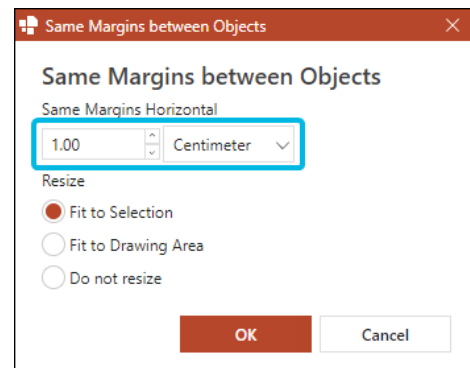 Same Margins between Objects
Same Margins between Objects
Same Margins Horizontal
1.00 Centimeter
Resize
Fit to Selection
Fit to Drawing Area
Do not resize
OK Cancel